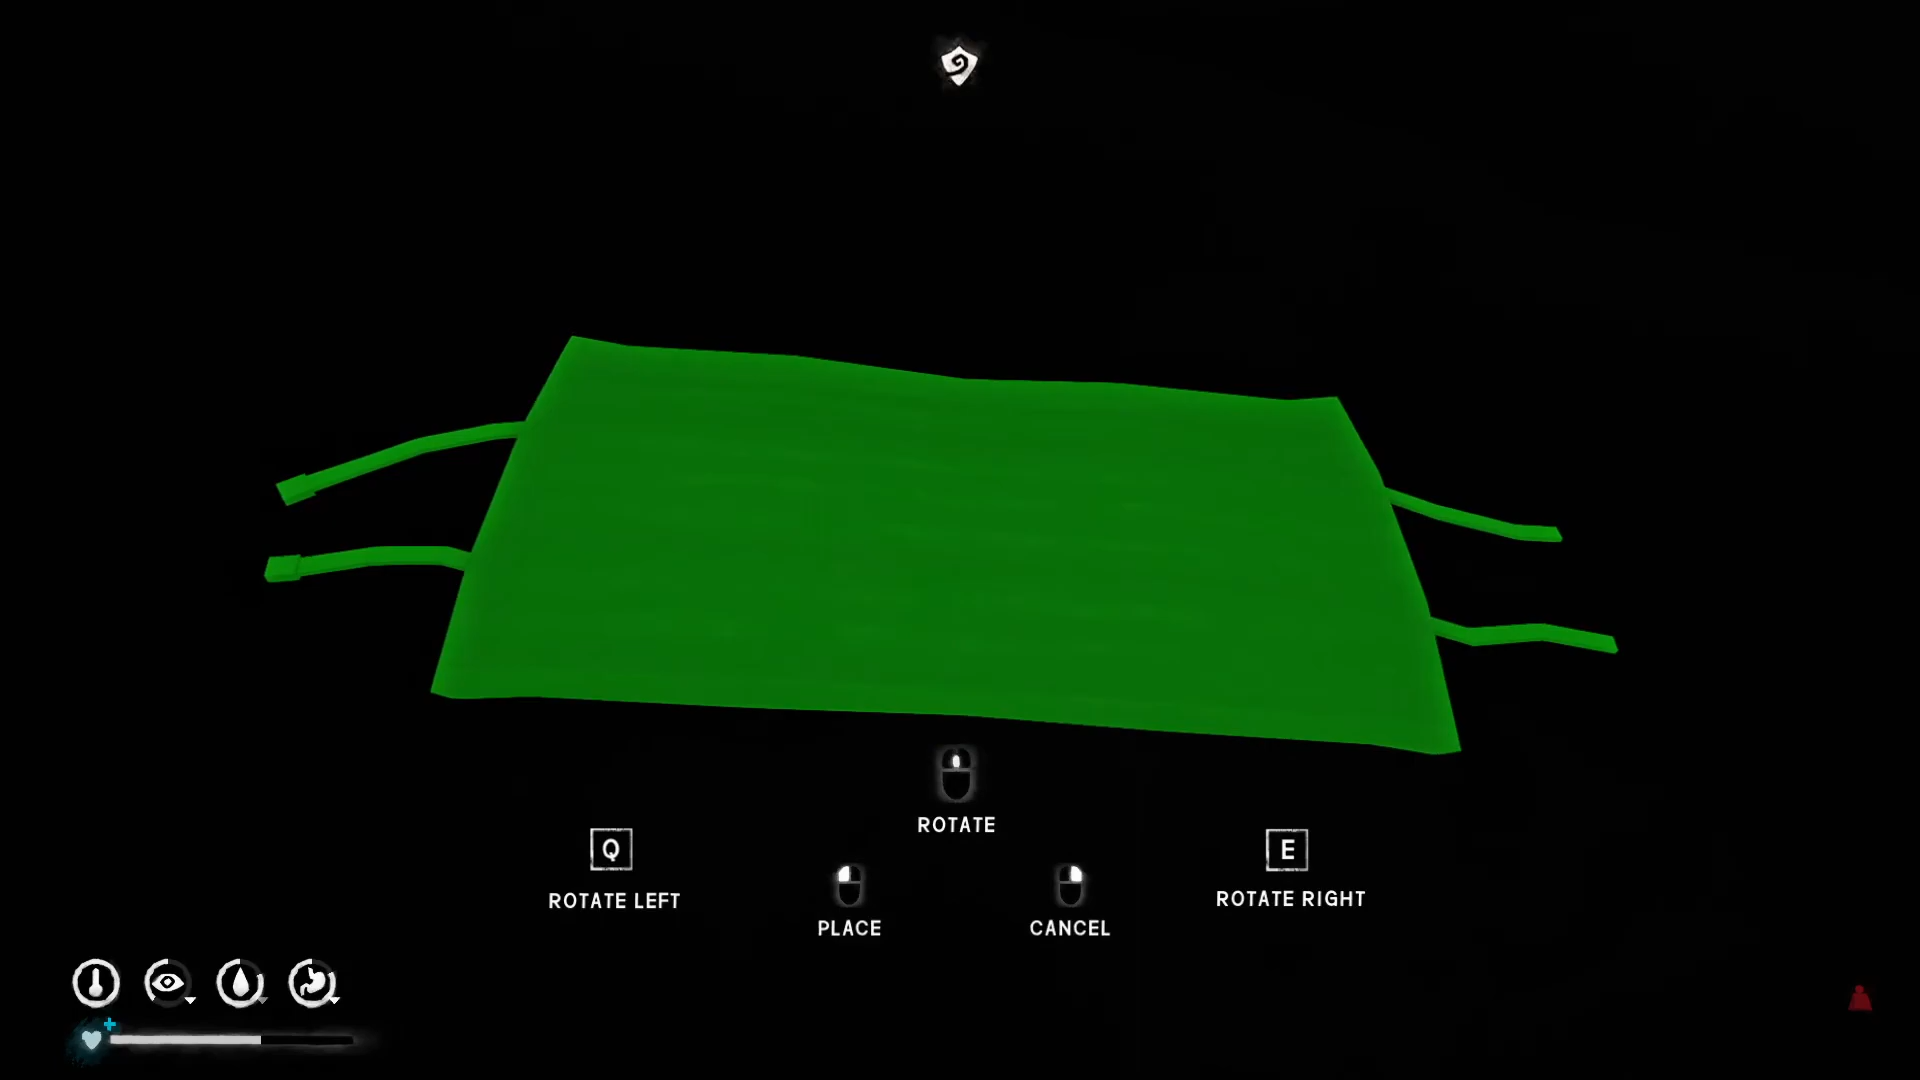 ROTATE
Q
E
ROTATE LEFT
ROTATE RIGHT
PLACE
CANCEL